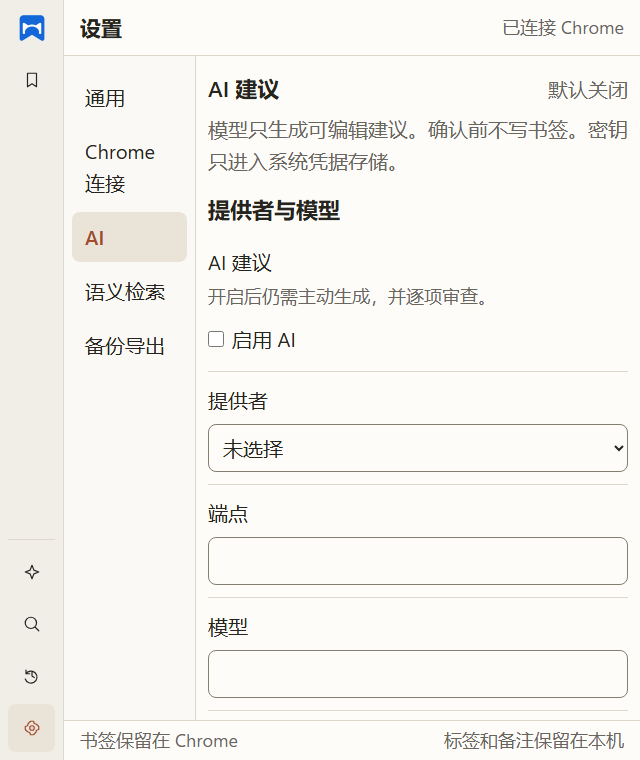 设置
已连接 Chrome
通用
Chrome
连接
AI
语义检索
备份导出
AI 建议
默认关闭
模型只生成可编辑建议。确认前不写书签。密钥
只进入系统凭据存储。
提供者与模型
AI 建议
开启后仍需主动生成，并逐项审查。
启用 AI
提供者
未选择
端点
模型
书签保留在 Chrome
标签和备注保留在本机